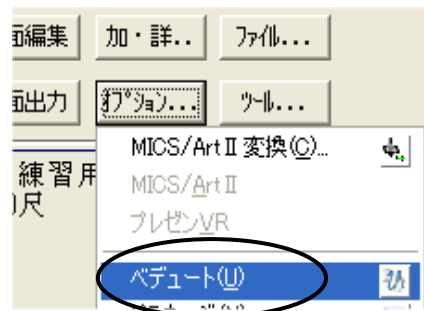 面編集 加・詳.. ﾌｧｲﾙ...
面出力 ｵﾌﾟｼｮﾝ... ﾂｰﾙ...
練習用
尺
MICS/ArtⅡ変換(C)...
MICS/ArtⅡ
プレゼンVR
ベデュート(U)